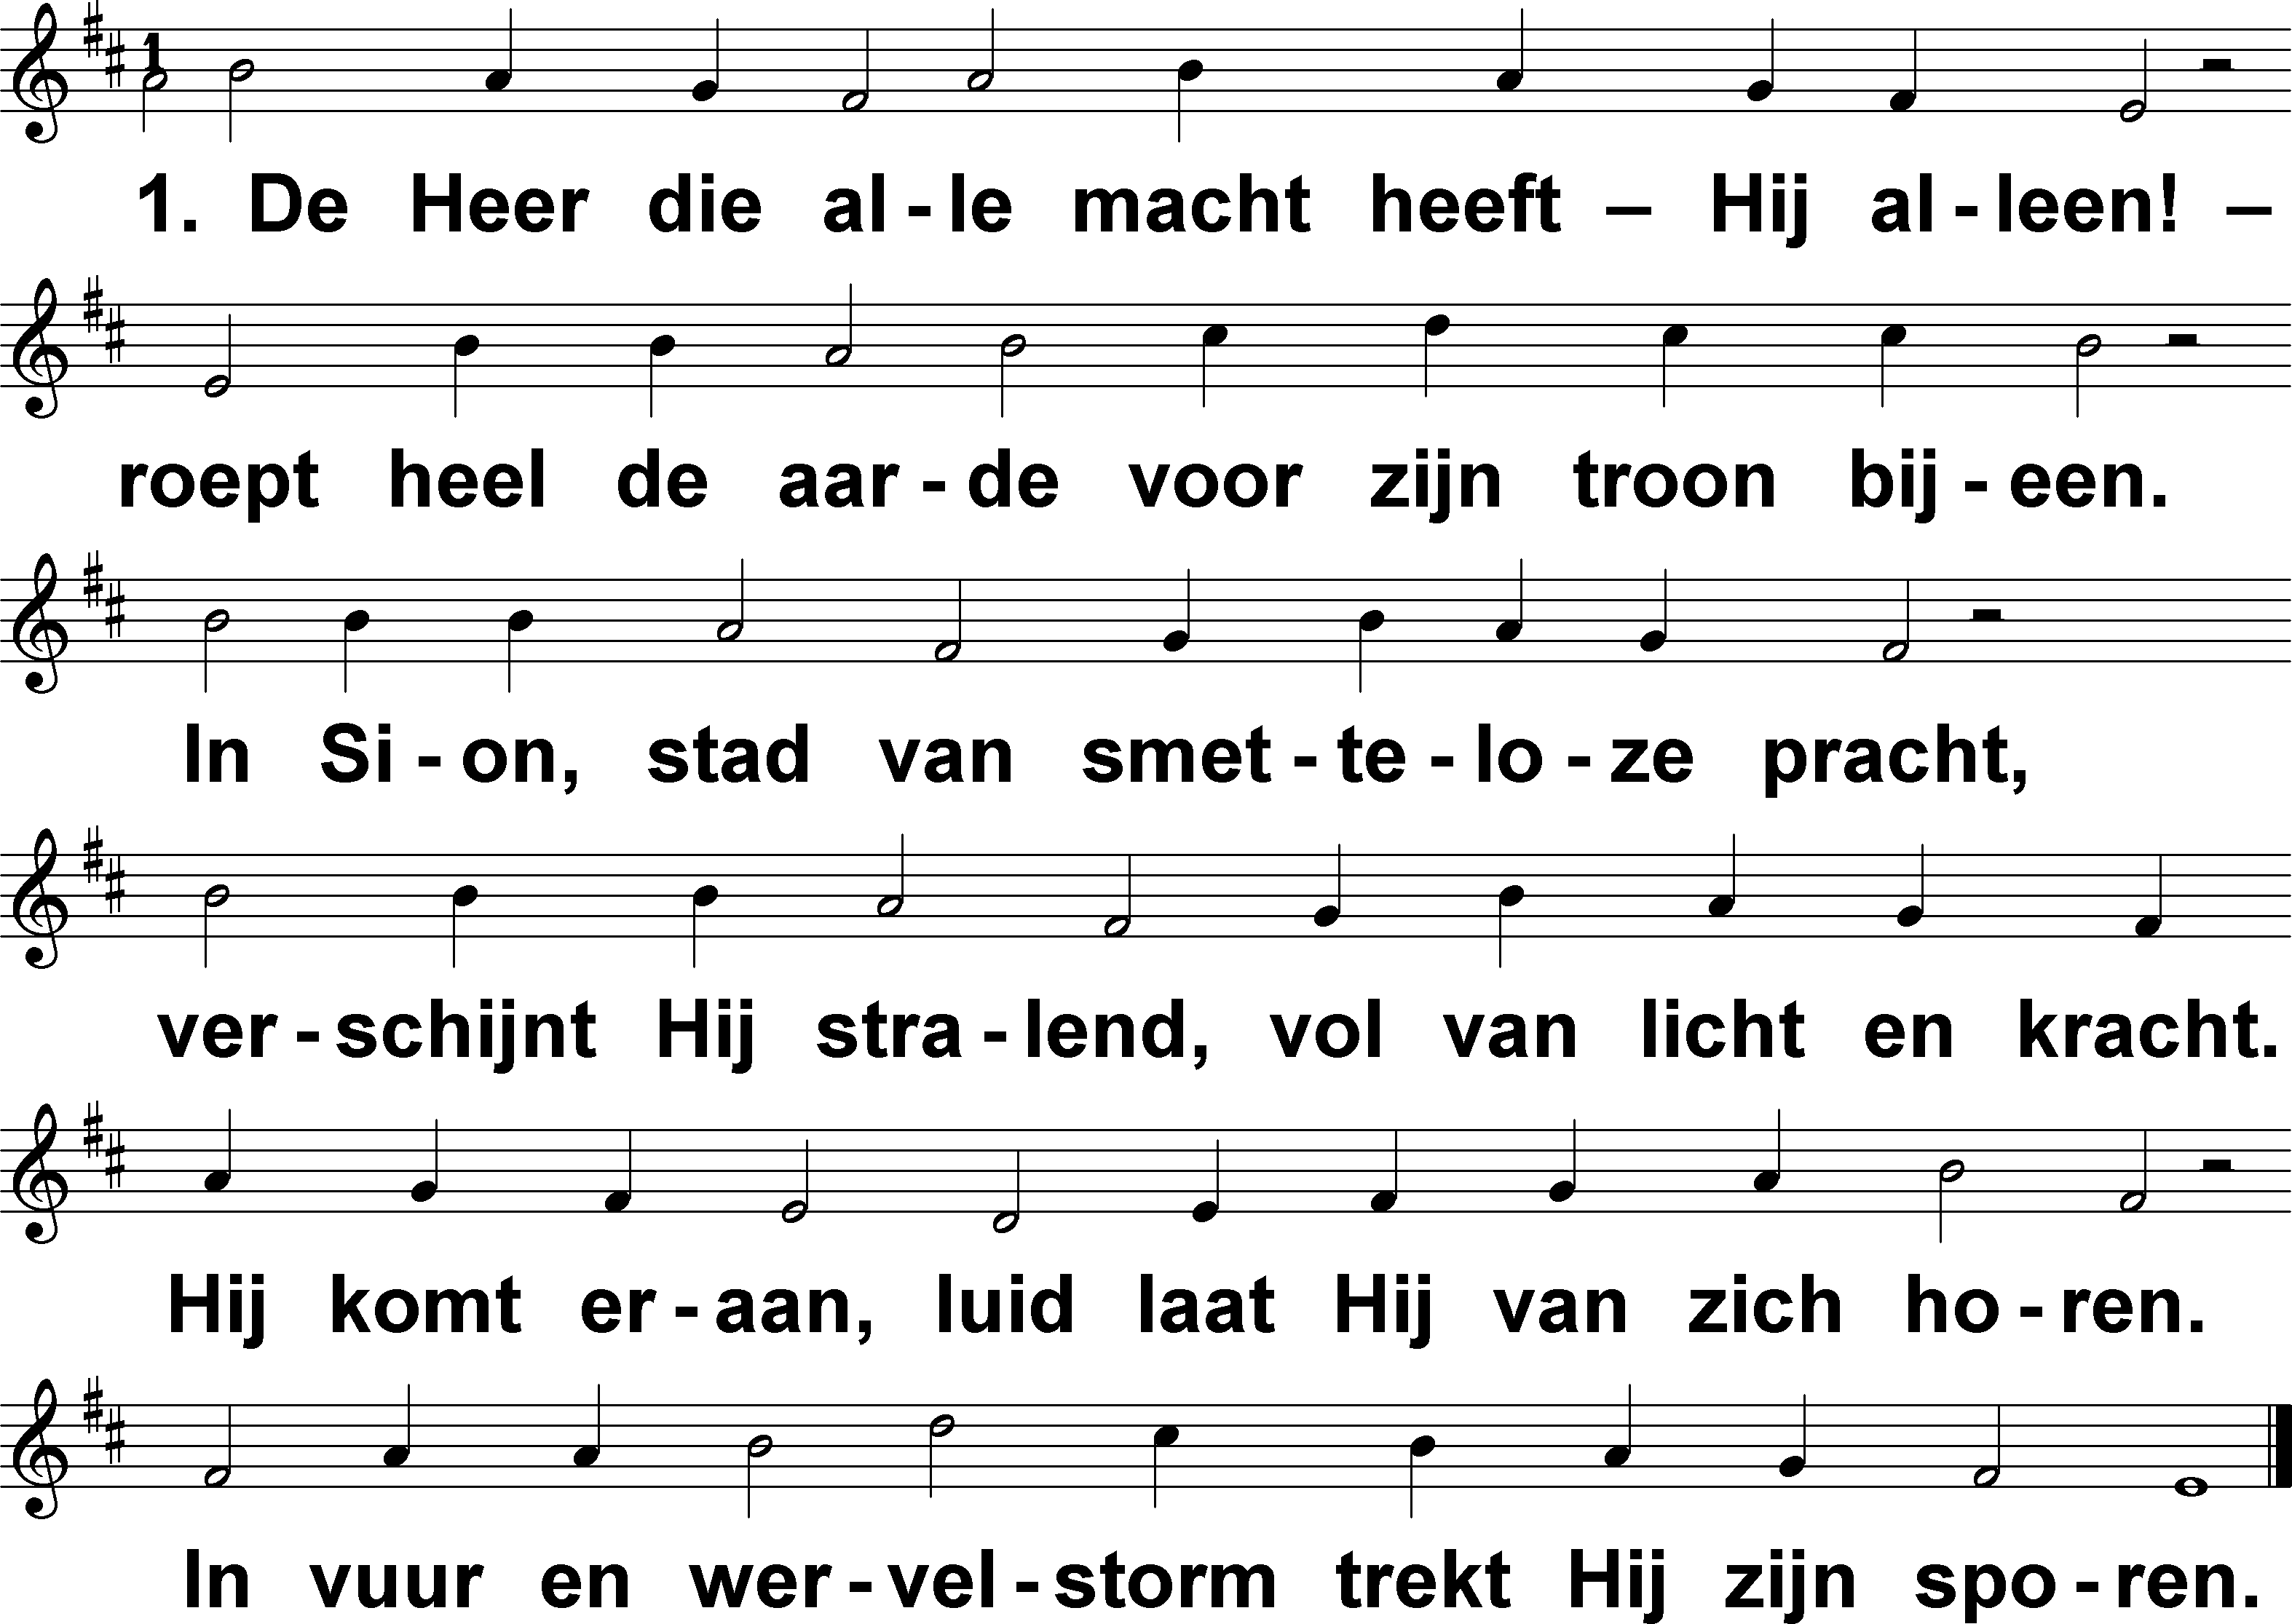 1
1. De Heer die al - le macht heeft – Hij al - leen! –
roept heel de aar - de voor zijn troon bij - een.
In Si - on, stad van smet - te - lo - ze pracht,
ver - schijnt Hij stra - lend, vol van licht en kracht.
Hij komt er - aan, luid laat Hij van zich ho - ren.
In vuur en wer - vel - storm trekt Hij zijn spo - ren.